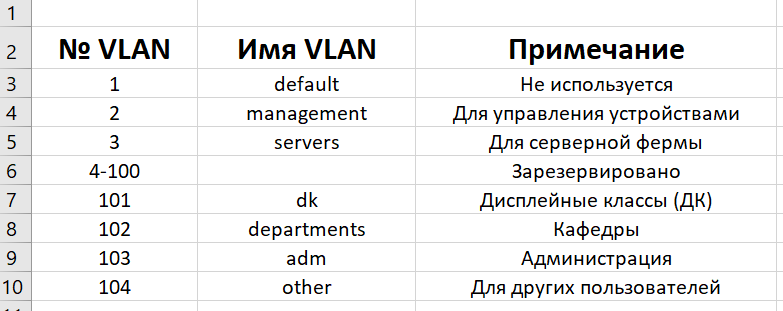 1
2 № VLAN Имя VLAN Примечание
3 1 default Не используется
4 2 management Для управления устройствами
5 3 servers Для серверной фермы
6 4-100 Зарезервировано
7 101 dk Дисплейные классы (ДК)
8 102 departments Кафедры
9 103 adm Администрация
10 104 other Для других пользователей